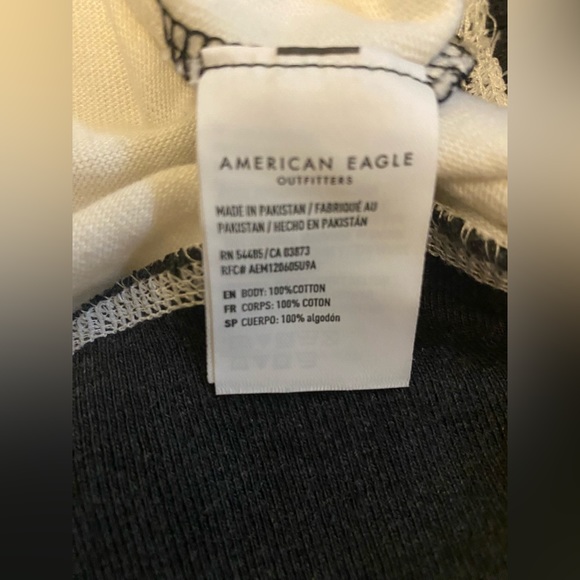 AMERICAN EAGLE
OUTFITTERS
MADE IN PAKISTAN / FABRIQUÉ AU
PAKISTAN / HECHO EN PAKISTÁN
RN 54485/CA 03873
RFC# AEM120605U9A
EN BODY: 100%COTTON
FR CORPS: 100% COTON
SP CUERPO: 100% algodón